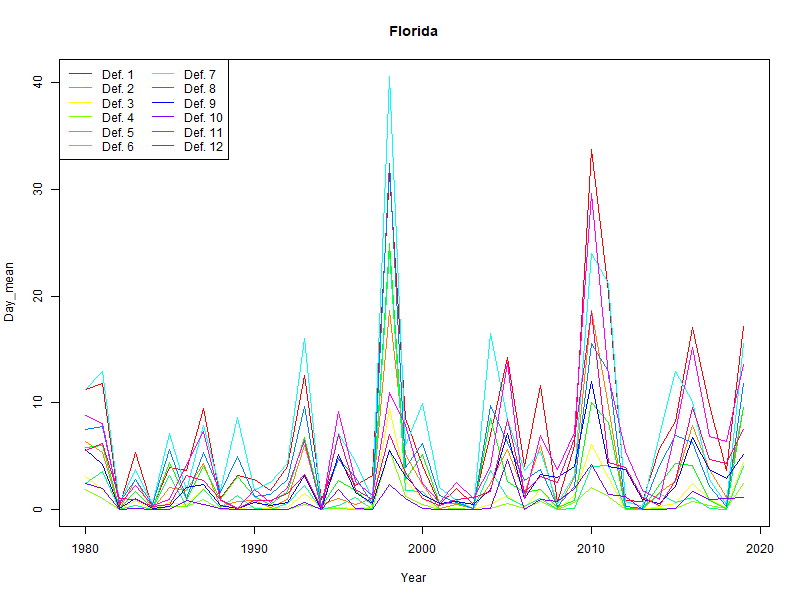 Florida
Def. 1 Def. 7
Def. 2 Def. 8
Def. 3 Def. 9
Def. 4 Def. 10
Def. 5 Def. 11
Def. 6 Def. 12
40
30
20
10
0
Day_mean
1980 1990 2000 2010 2020
Year